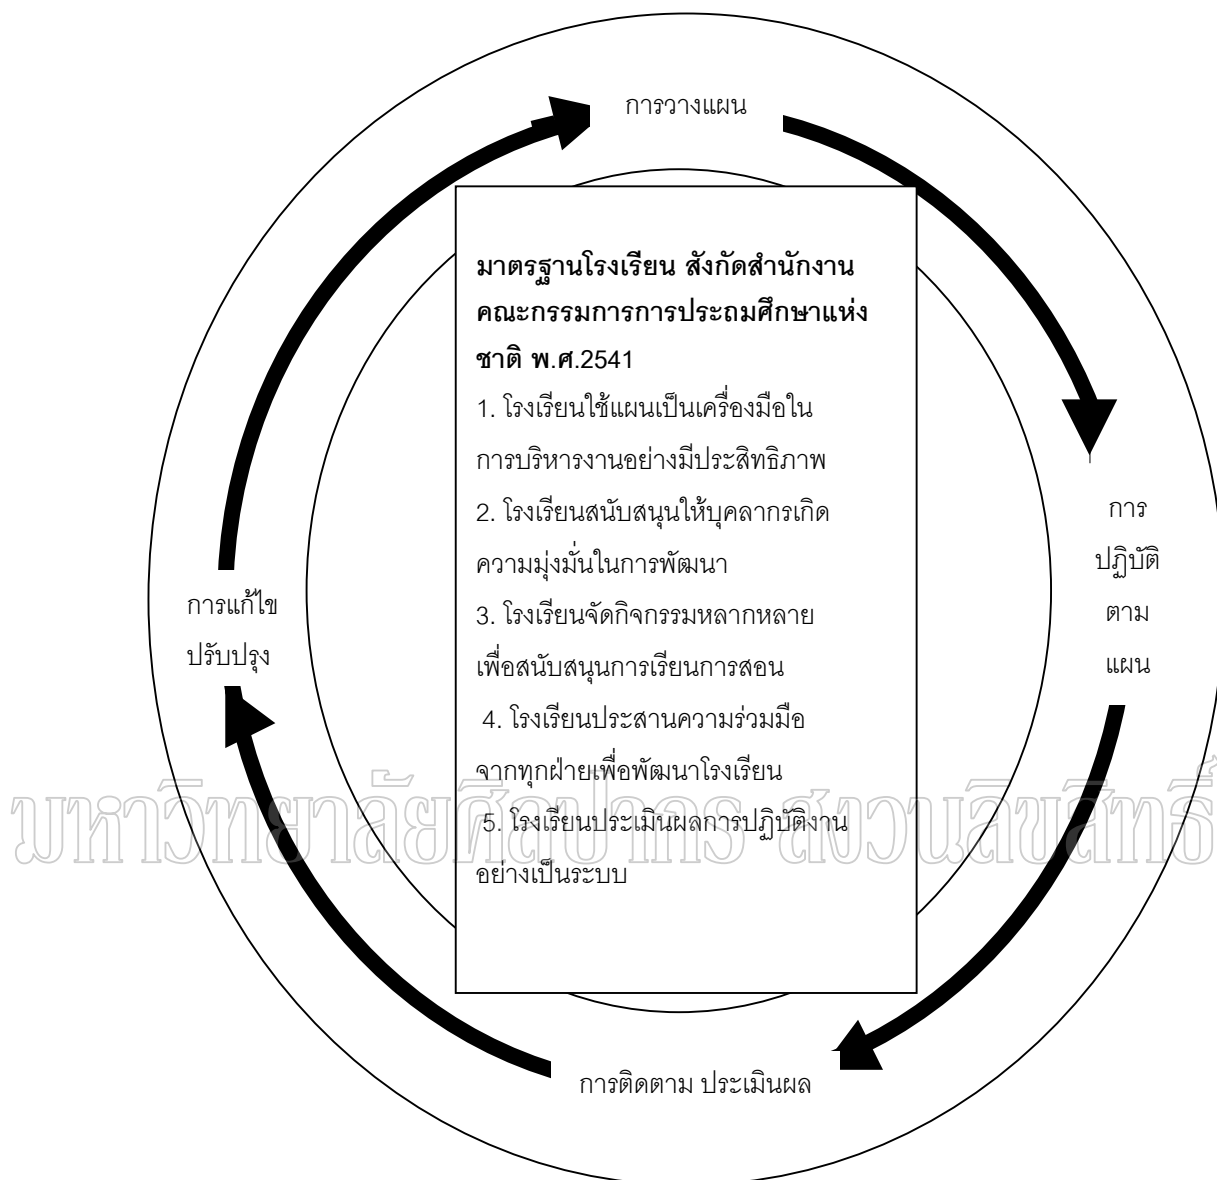 การวางแผน
มาตรฐานโรงเรียน สังกัดสำนักงาน
คณะกรรมการการประถมศึกษาแห่ง
ชาติ พ.ศ.2541
1. โรงเรียนใช้แผนเป็นเครื่องมือใน
การบริหารงานอย่างมีประสิทธิภาพ
2. โรงเรียนสนับสนุนให้บุคลากรเกิด
ความมุ่งมั่นในการพัฒนา
3. โรงเรียนจัดกิจกรรมหลากหลาย
เพื่อสนับสนุนการเรียนการสอน
4. โรงเรียนประสานความร่วมมือ
จากทุกฝ่ายเพื่อพัฒนาโรงเรียน
5. โรงเรียนประเมินผลการปฏิบัติงาน
อย่างเป็นระบบ
การ
ปฏิบัติ
ตาม
แผน
การติดตาม ประเมินผล
การแก้ไข
ปรับปรุง
มหาวิทยาลัยศิลปากร สงวนลิขสิทธิ์